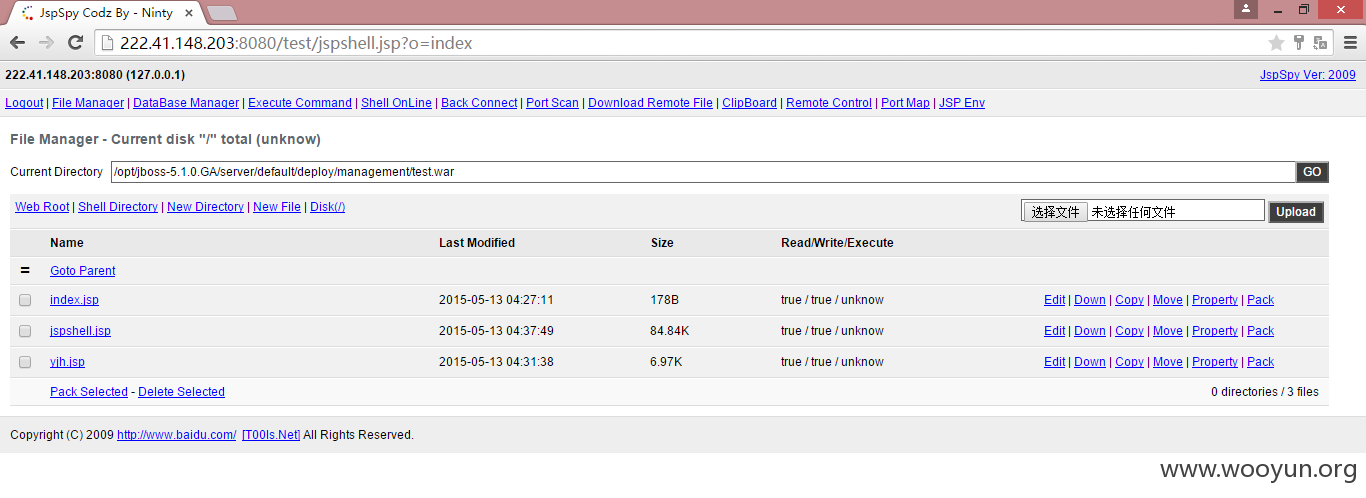 JspSpy Codz By - Ninty
222.41.148.203:8080/test/jspshell.jsp?o=index
222.41.148.203:8080 (127.0.0.1) JspSpy Ver: 2009
Logout | File Manager | DataBase Manager | Execute Command | Shell OnLine | Back Connect | Port Scan | Download Remote File | ClipBoard | Remote Control | Port Map | JSP Env
File Manager - Current disk "/" total (unknow)
Current Directory /opt/jboss-5.1.0.GA/server/default/deploy/management/test.war GO
Web Root | Shell Directory | New Directory | New File | Disk(/) 选择文件 未选择任何文件 Upload
Name Last Modified Size Read/Write/Execute
= Goto Parent
index.jsp 2015-05-13 04:27:11 178B true / true / unknow Edit | Down | Copy | Move | Property | Pack
jspshell.jsp 2015-05-13 04:37:49 84.84K true / true / unknow Edit | Down | Copy | Move | Property | Pack
yjh.jsp 2015-05-13 04:31:38 6.97K true / true / unknow Edit | Down | Copy | Move | Property | Pack
Pack Selected - Delete Selected 0 directories / 3 files
Copyright (C) 2009 http://www.baidu.com/ [T00ls.Net] All Rights Reserved.
www.wooyun.org